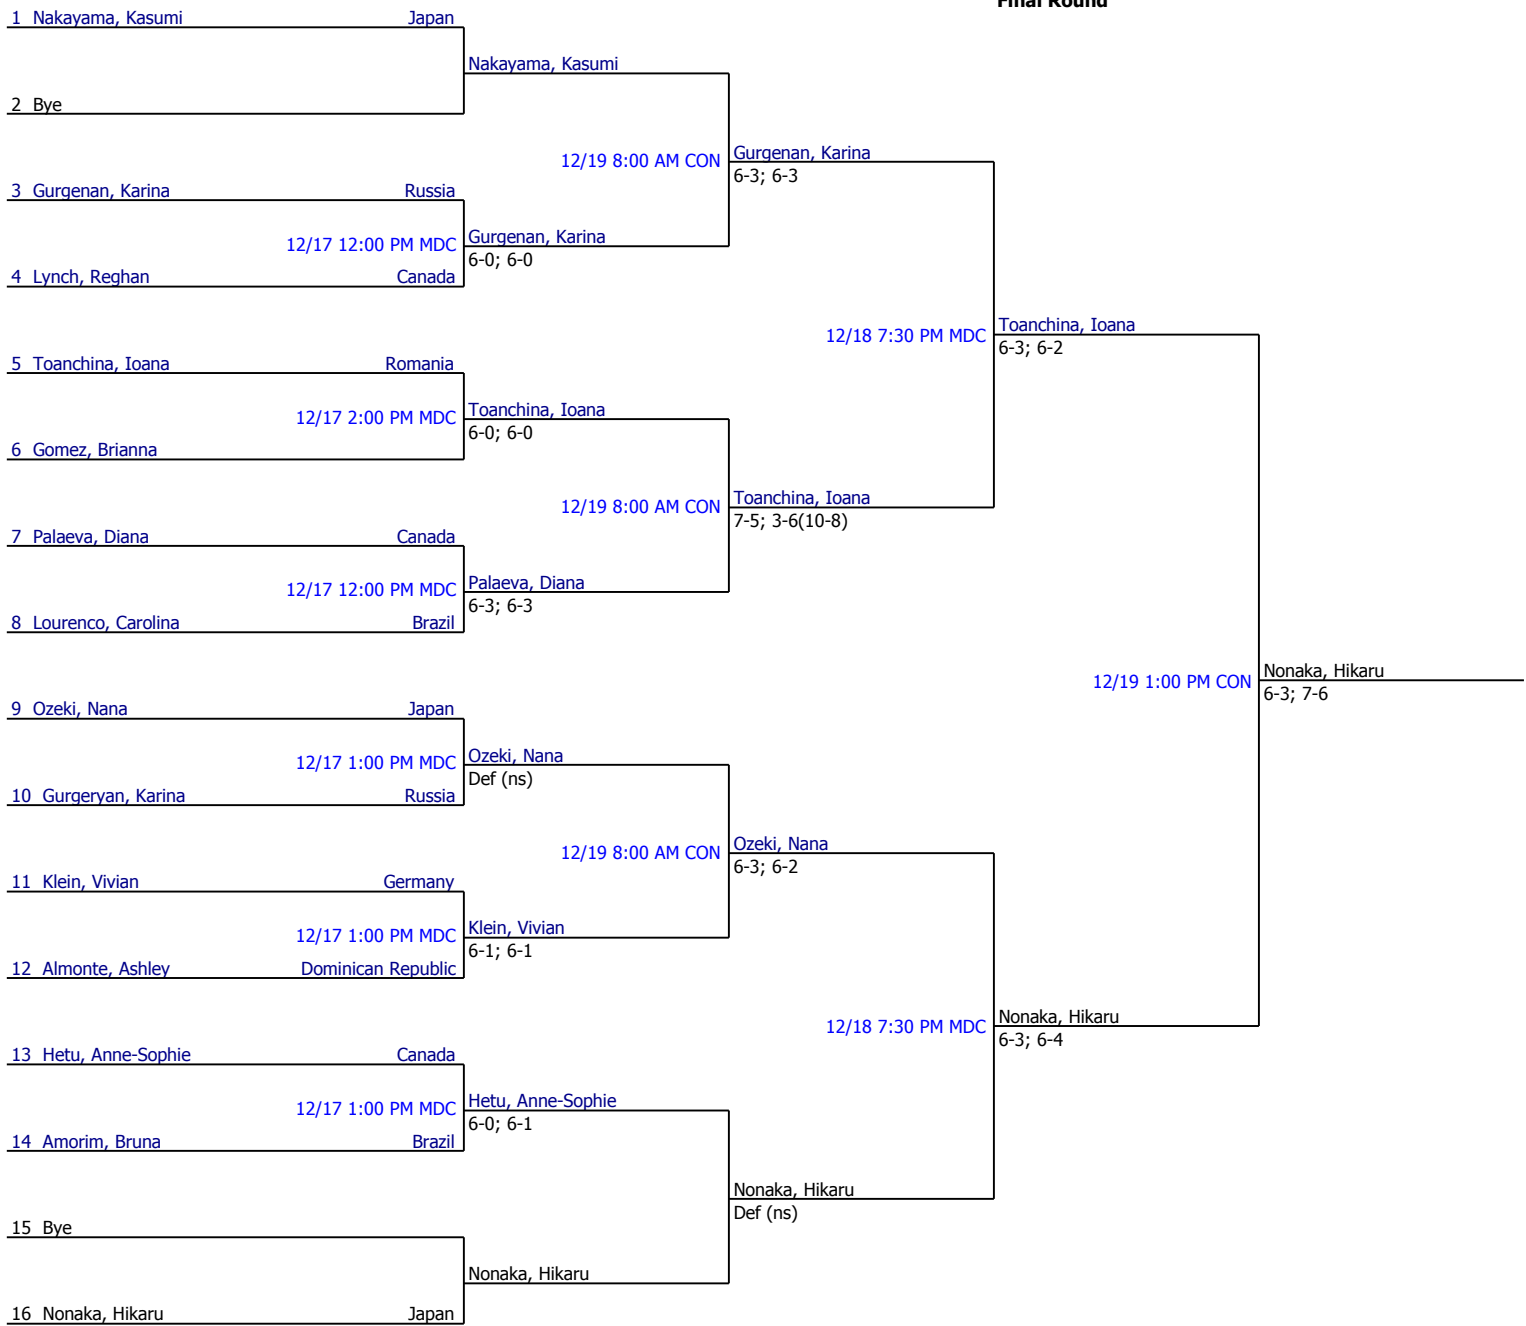 Final Round
1 Nakayama, Kasumi Japan
Nakayama, Kasumi
2 Bye
12/19 8:00 AM CON Gurgenan, Karina
6-3; 6-3
3 Gurgenan, Karina Russia
12/17 12:00 PM MDC Gurgenan, Karina
6-0; 6-0
4 Lynch, Reghan Canada
12/18 7:30 PM MDC Toanchina, Ioana
6-3; 6-2
5 Toanchina, Ioana Romania
12/17 2:00 PM MDC Toanchina, Ioana
6-0; 6-0
6 Gomez, Brianna
12/19 8:00 AM CON Toanchina, Ioana
7-5; 3-6(10-8)
7 Palaeva, Diana Canada
12/17 12:00 PM MDC Palaeva, Diana
6-3; 6-3
8 Lourenco, Carolina Brazil
12/19 1:00 PM CON Nonaka, Hikaru
6-3; 7-6
9 Ozeki, Nana Japan
12/17 1:00 PM MDC Ozeki, Nana
Def (ns)
10 Gurgeryan, Karina Russia
12/19 8:00 AM CON Ozeki, Nana
6-3; 6-2
11 Klein, Vivian Germany
12/17 1:00 PM MDC Klein, Vivian
6-1; 6-1
12 Almonte, Ashley Dominican Republic
12/18 7:30 PM MDC Nonaka, Hikaru
6-3; 6-4
13 Hetu, Anne-Sophie Canada
12/17 1:00 PM MDC Hetu, Anne-Sophie
6-0; 6-1
14 Amorim, Bruna Brazil
Nonaka, Hikaru
Def (ns)
15 Bye
Nonaka, Hikaru
16 Nonaka, Hikaru Japan